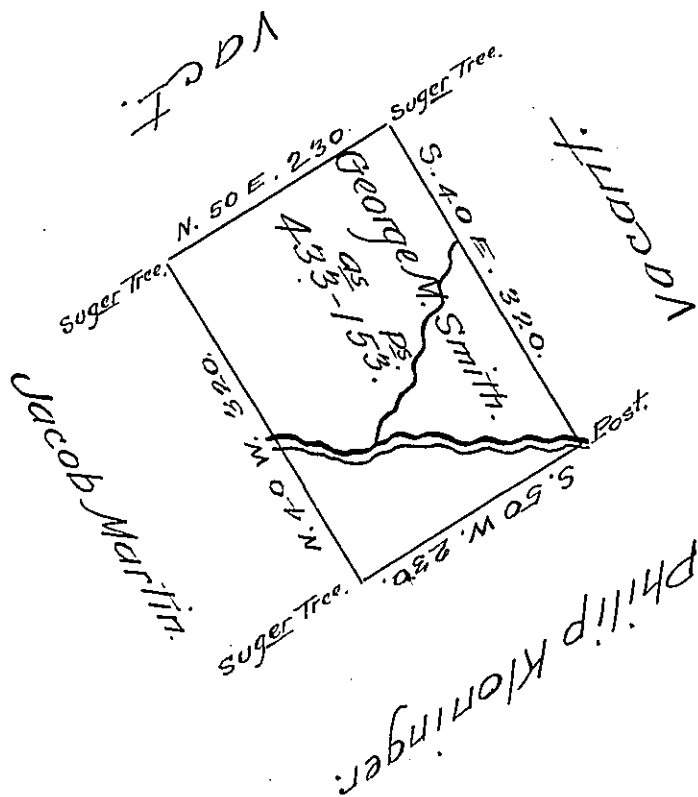 Vact.
Suger Tree.
N. 50 E. 230.
Vacant.
S. 40 E. 320.
George M. Smith.
as ps
433-153.
Suger Tree.
Jacob Martin.
N. 40 W. 320.
Post.
S. 50 W. 230.
Suger Tree.
Philip Kloninger.